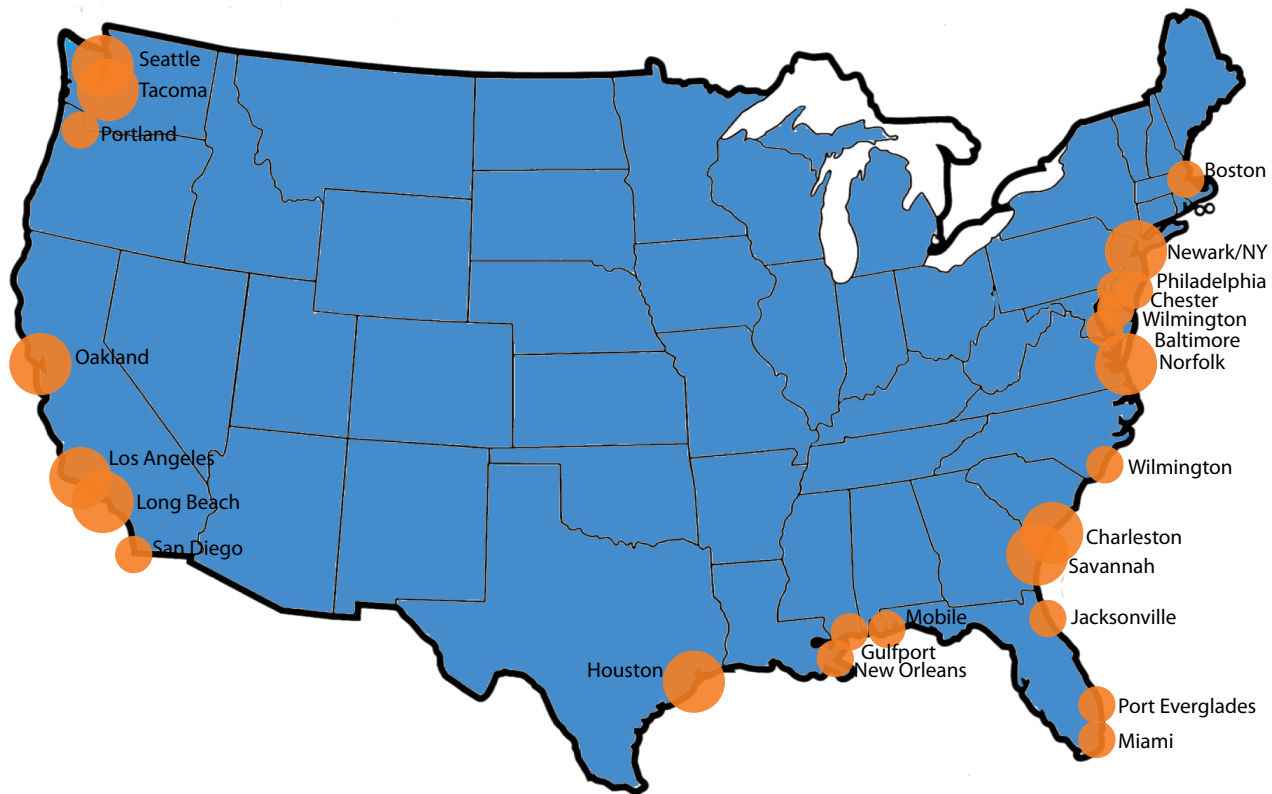 Seattle
Tacoma
Portland
Boston
Newark/NY
Philadelphia
Chester
Wilmington
Baltimore
Oakland
Norfolk
Los Angeles
Wilmington
Long Beach
Charleston
San Diego
Savannah
Mobile
Jacksonville
Gulfport
Houston
New Orleans
Port Everglades
Miami